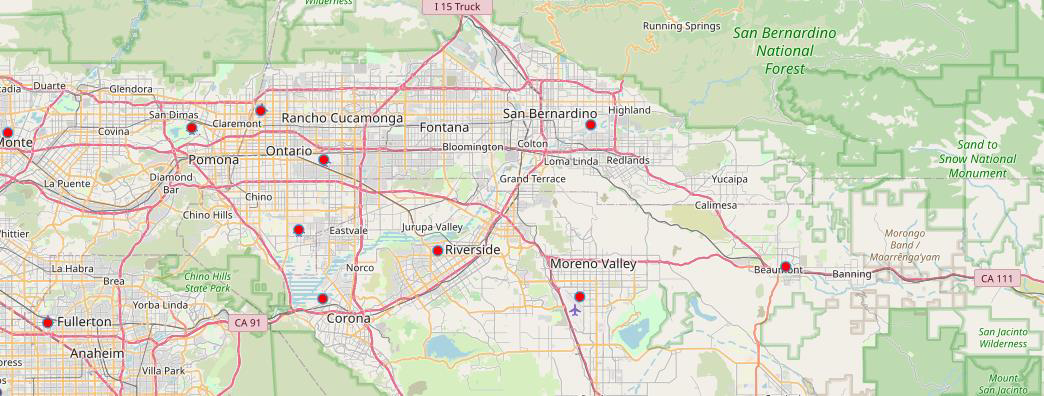 Wilderness
I 15 Truck
Running Springs
San Bernardino
National
Forest
Duarte
Glendora
San Dimas
Claremont
Rancho Cucamonga
San Bernardino
Highland
Covina
Fontana
Monte
Ontario
Bloomington
Colton
Pomona
Loma Linda
Redlands
Sand to
Snow National
Monument
La Puente
Diamond
Bar
Grand Terrace
Yucaipa
Chino
Calimesa
Chino Hills
Jurupa Valley
Eastvale
Morongo
Band /
Maarrênga'yam
Riverside
La Habra
Norco
Moreno Valley
Beaumont
Banning
CA 111
Chino Hills
State Park
Brea
Yorba Linda
Corona
Fullerton
CA 91
San Jacinto
Wilderness
Anaheim
Villa Park
Mount
San Jacinto